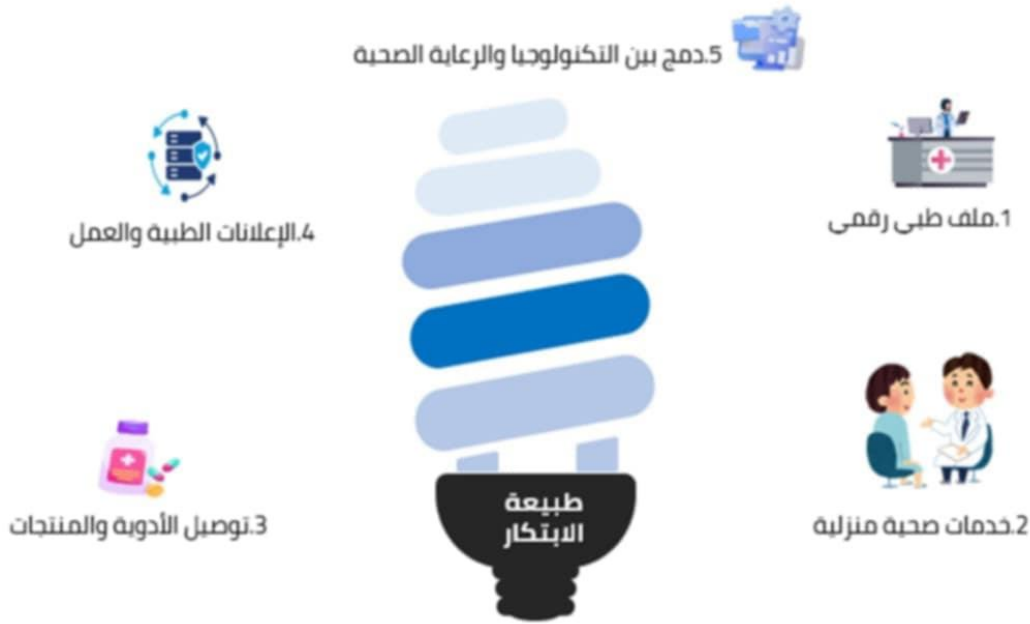 5.دمج بين التكنولوجيا والرعاية الصحية
1.ملف طبي رقمي
4.الإعلانات الطبية والعمل
2.خدمات صحية منزلية
3.توصيل الأدوية والمنتجات
طبيعة
الابتكار